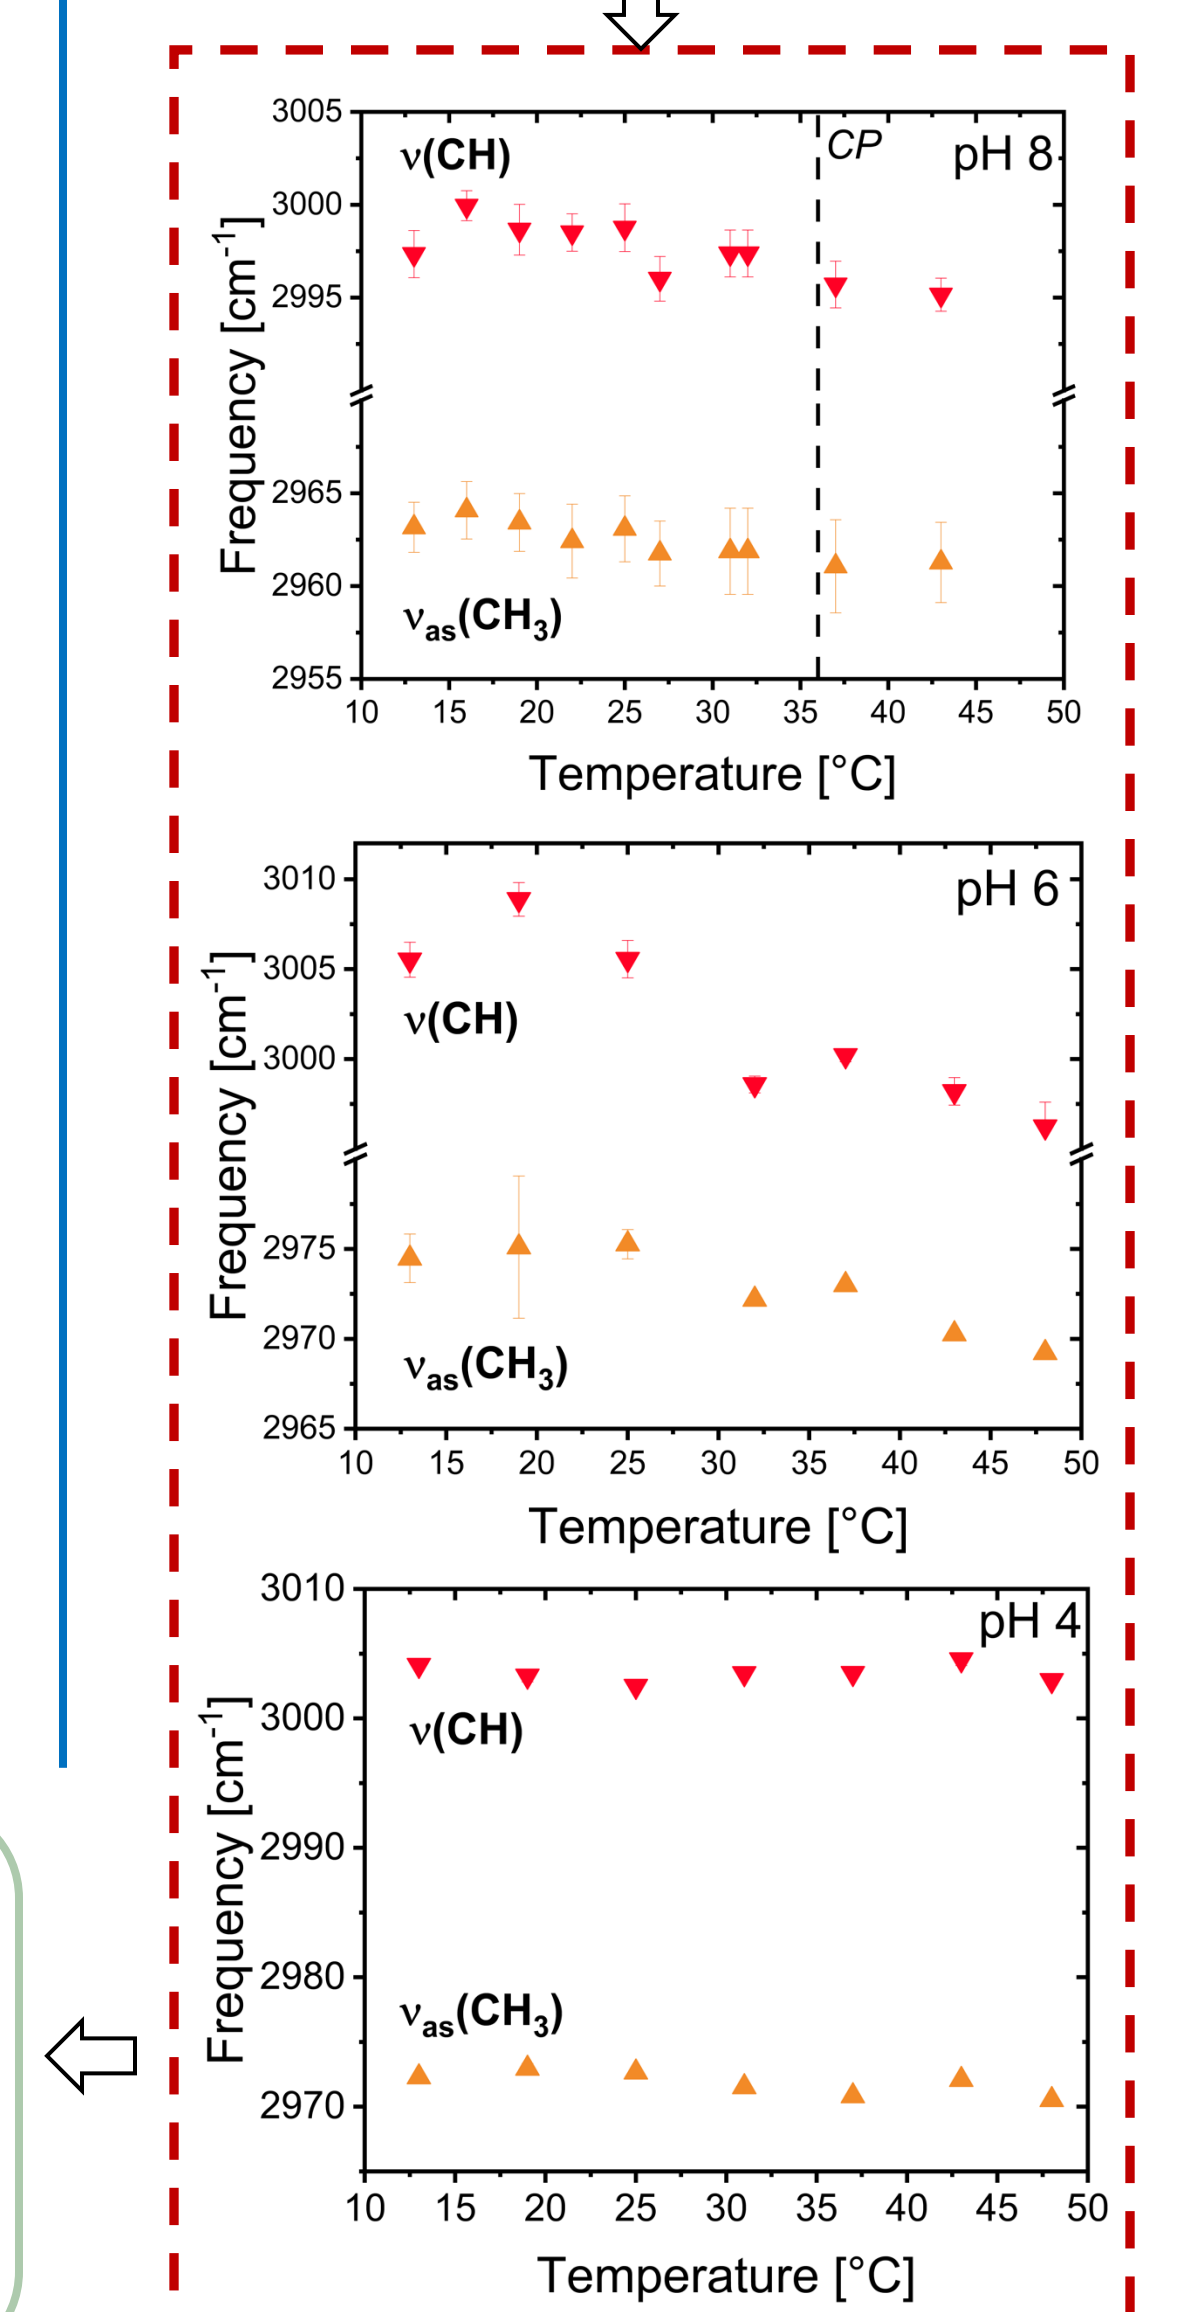 3005
ν(CH)
CP
pH 8
3000
2995
2965
2960
νas(CH3)
2955
10 15 20 25 30 35 40 45 50
Frequency [cm-1]
Temperature [°C]
3010
pH 6
3005
ν(CH)
3000
2975
2970
νas(CH3)
2965
10 15 20 25 30 35 40 45 50
Frequency [cm-1]
Temperature [°C]
3010
pH 4
3000
ν(CH)
2990
2980
νas(CH3)
2970
10 15 20 25 30 35 40 45 50
Frequency [cm-1]
Temperature [°C]